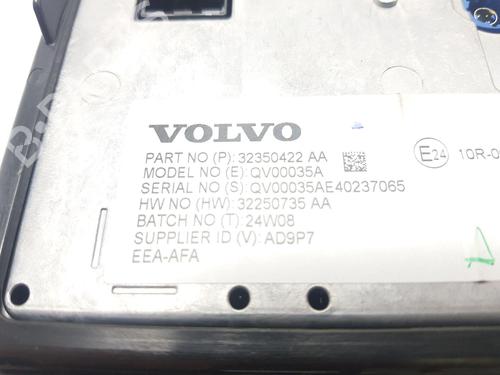 VOLVO
PART NO (P): 32350422 AA
MODEL NO (E): QV00035A
SERIAL NO (S): QV00035AE40237065
HW NO (HW): 32250735 AA
BATCH NO (T): 24W08
SUPPLIER ID (V): AD9P7
EEA-AFA
E24
10R-0
B-Parts